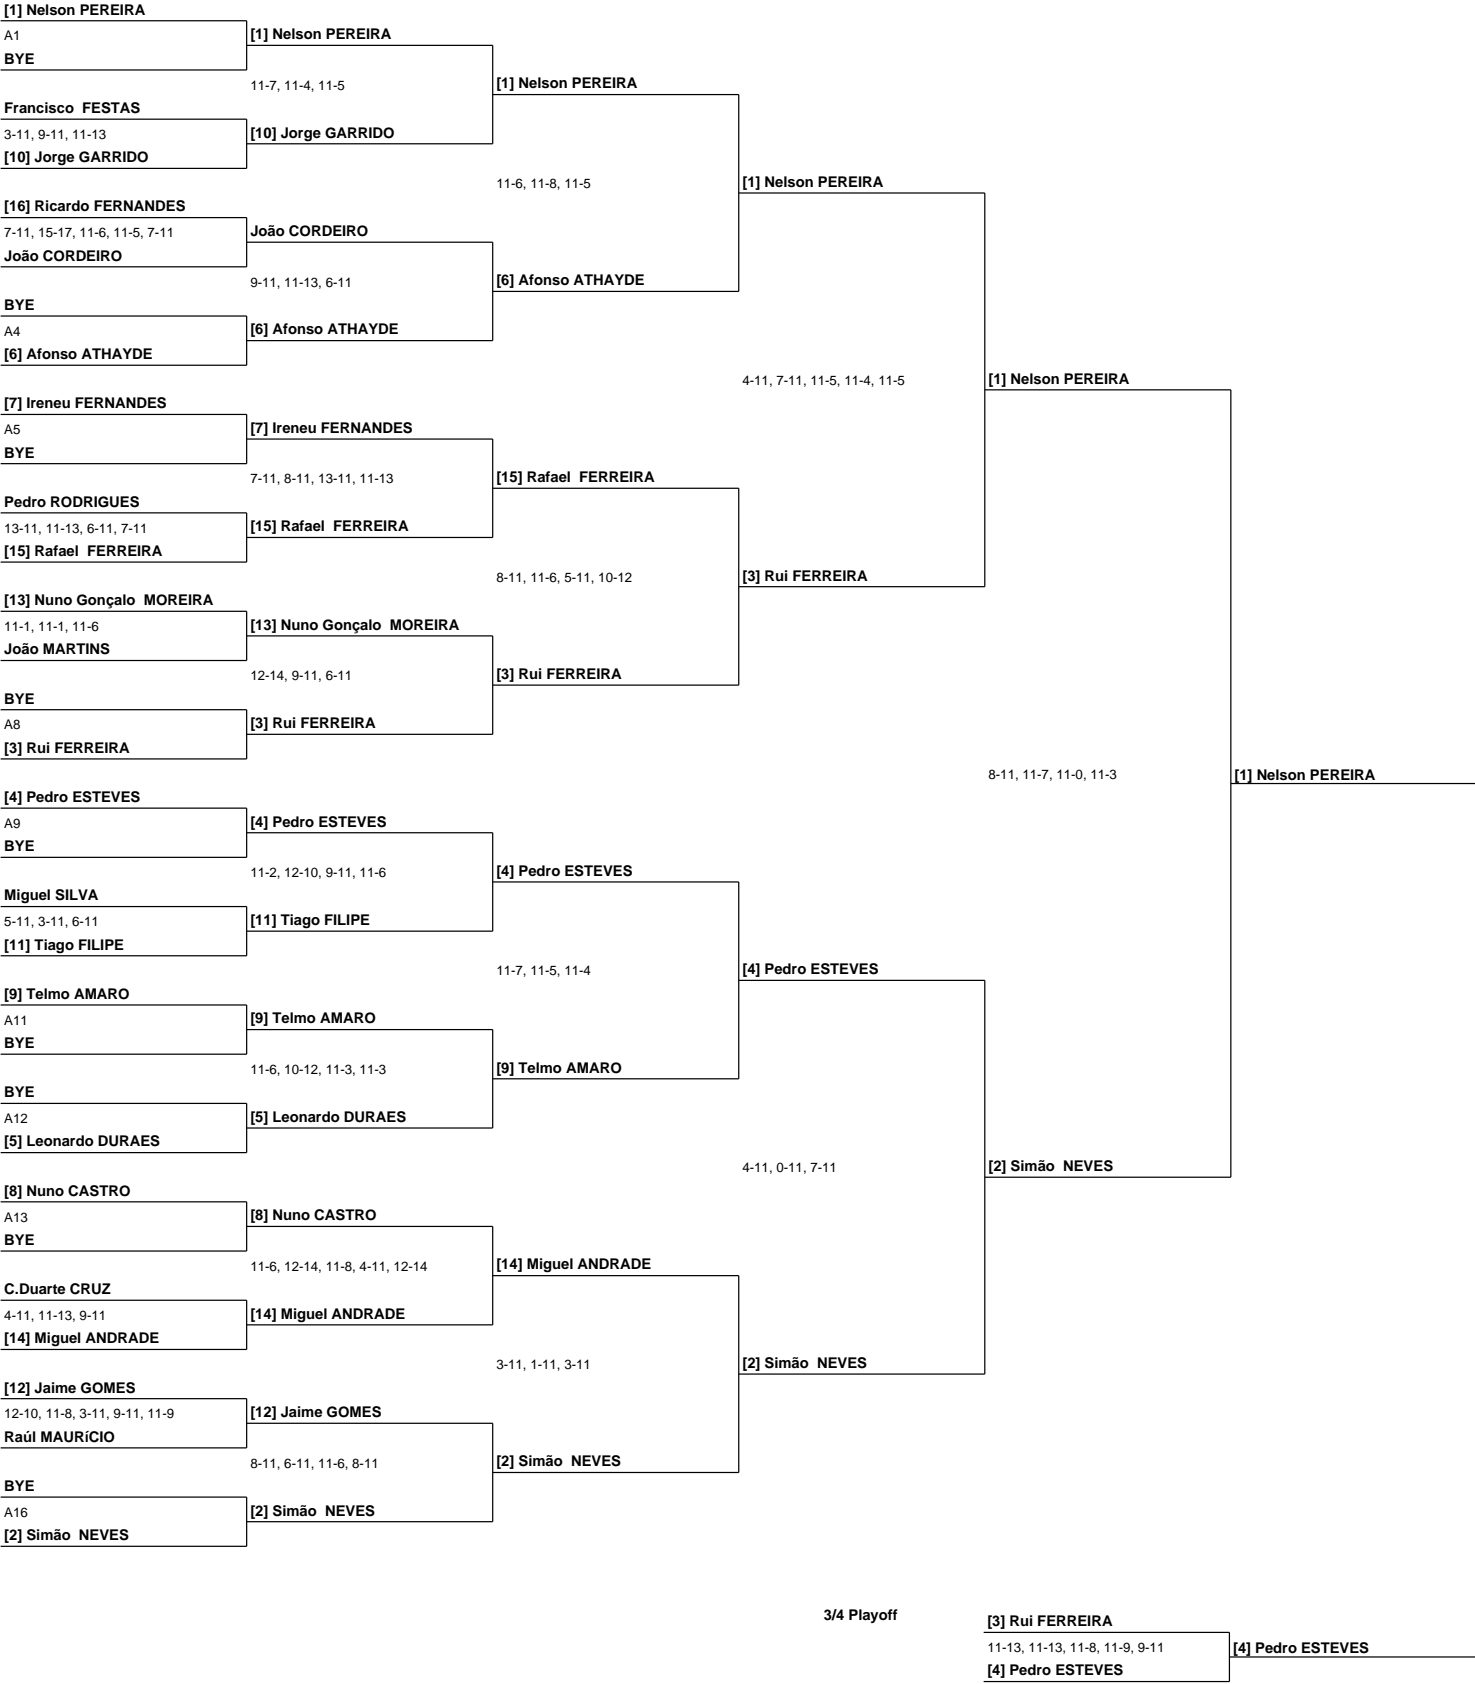 [1] Nelson PEREIRA
A1
BYE
Francisco FESTAS
3-11, 9-11, 11-13
[10] Jorge GARRIDO
[16] Ricardo FERNANDES
7-11, 15-17, 11-6, 11-5, 7-11
João CORDEIRO
BYE
A4
[6] Afonso ATHAYDE
[7] Ireneu FERNANDES
A5
BYE
Pedro RODRIGUES
13-11, 11-13, 6-11, 7-11
[15] Rafael FERREIRA
[13] Nuno Gonçalo MOREIRA
11-1, 11-1, 11-6
João MARTINS
BYE
A8
[3] Rui FERREIRA
[4] Pedro ESTEVES
A9
BYE
Miguel SILVA
5-11, 3-11, 6-11
[11] Tiago FILIPE
[9] Telmo AMARO
A11
BYE
BYE
A12
[5] Leonardo DURAES
[8] Nuno CASTRO
A13
BYE
C.Duarte CRUZ
4-11, 11-13, 9-11
[14] Miguel ANDRADE
[12] Jaime GOMES
12-10, 11-8, 3-11, 9-11, 11-9
Raúl MAURíCIO
BYE
A16
[2] Simão NEVES
[1] Nelson PEREIRA
11-7, 11-4, 11-5
[10] Jorge GARRIDO
João CORDEIRO
9-11, 11-13, 6-11
[6] Afonso ATHAYDE
[7] Ireneu FERNANDES
7-11, 8-11, 13-11, 11-13
[15] Rafael FERREIRA
[13] Nuno Gonçalo MOREIRA
12-14, 9-11, 6-11
[3] Rui FERREIRA
[4] Pedro ESTEVES
11-2, 12-10, 9-11, 11-6
[11] Tiago FILIPE
[9] Telmo AMARO
11-6, 10-12, 11-3, 11-3
[5] Leonardo DURAES
[8] Nuno CASTRO
11-6, 12-14, 11-8, 4-11, 12-14
[14] Miguel ANDRADE
[12] Jaime GOMES
8-11, 6-11, 11-6, 8-11
[2] Simão NEVES
[1] Nelson PEREIRA
11-6, 11-8, 11-5
[6] Afonso ATHAYDE
[15] Rafael FERREIRA
8-11, 11-6, 5-11, 10-12
[3] Rui FERREIRA
[4] Pedro ESTEVES
11-7, 11-5, 11-4
[9] Telmo AMARO
[14] Miguel ANDRADE
3-11, 1-11, 3-11
[2] Simão NEVES
[1] Nelson PEREIRA
4-11, 7-11, 11-5, 11-4, 11-5
[3] Rui FERREIRA
[4] Pedro ESTEVES
4-11, 0-11, 7-11
[2] Simão NEVES
[1] Nelson PEREIRA
8-11, 11-7, 11-0, 11-3
[2] Simão NEVES
[1] Nelson PEREIRA
3/4 Playoff
[3] Rui FERREIRA
11-13, 11-13, 11-8, 11-9, 9-11
[4] Pedro ESTEVES
[4] Pedro ESTEVES